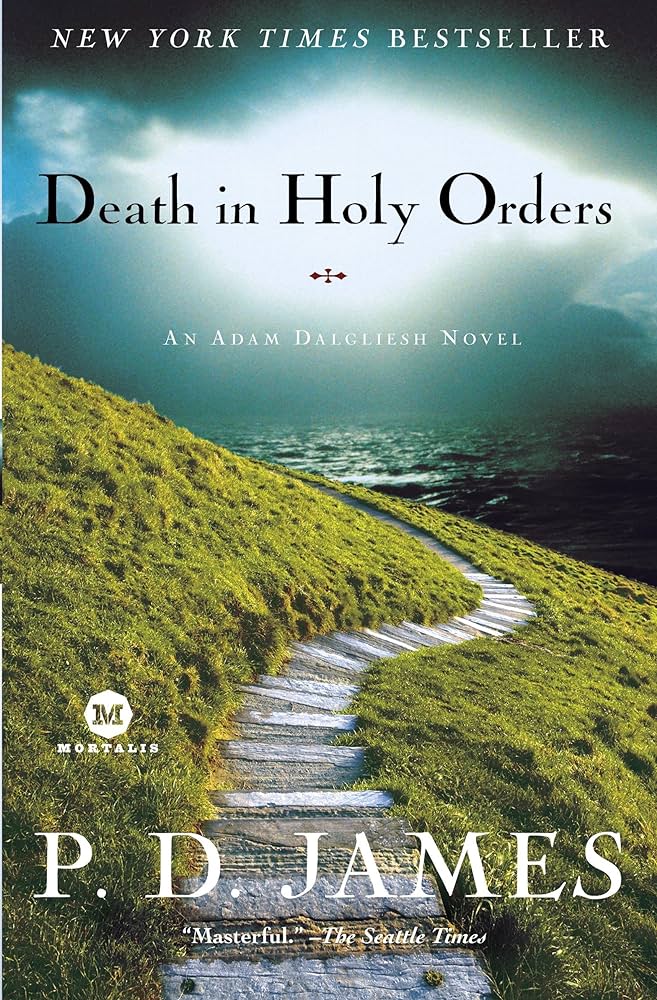 NEW YORK TIMES BESTSELLER
Death in Holy Orders
AN ADAM DALGLIESH NOVEL
M
MORTALIS
P. D. JAMES
“Masterful.” –The Seattle Times